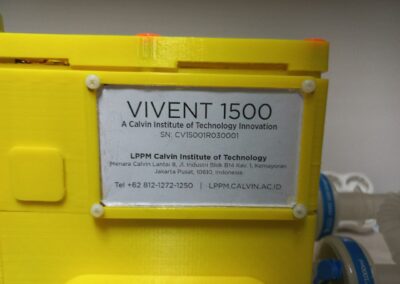 VIVENT 1500
A Calvin Institute of Technology Innovation
SN: CV15001R030001
LPPM Calvin Institute of Technology
Menara Calvin Lantai 8, Jl. Industri Blok B14 Kav. 1, Kemayoran
Jakarta Pusat, 10610, Indonesia
Tel +62 812-1272-1250 | LPPM.CALVIN.AC.ID